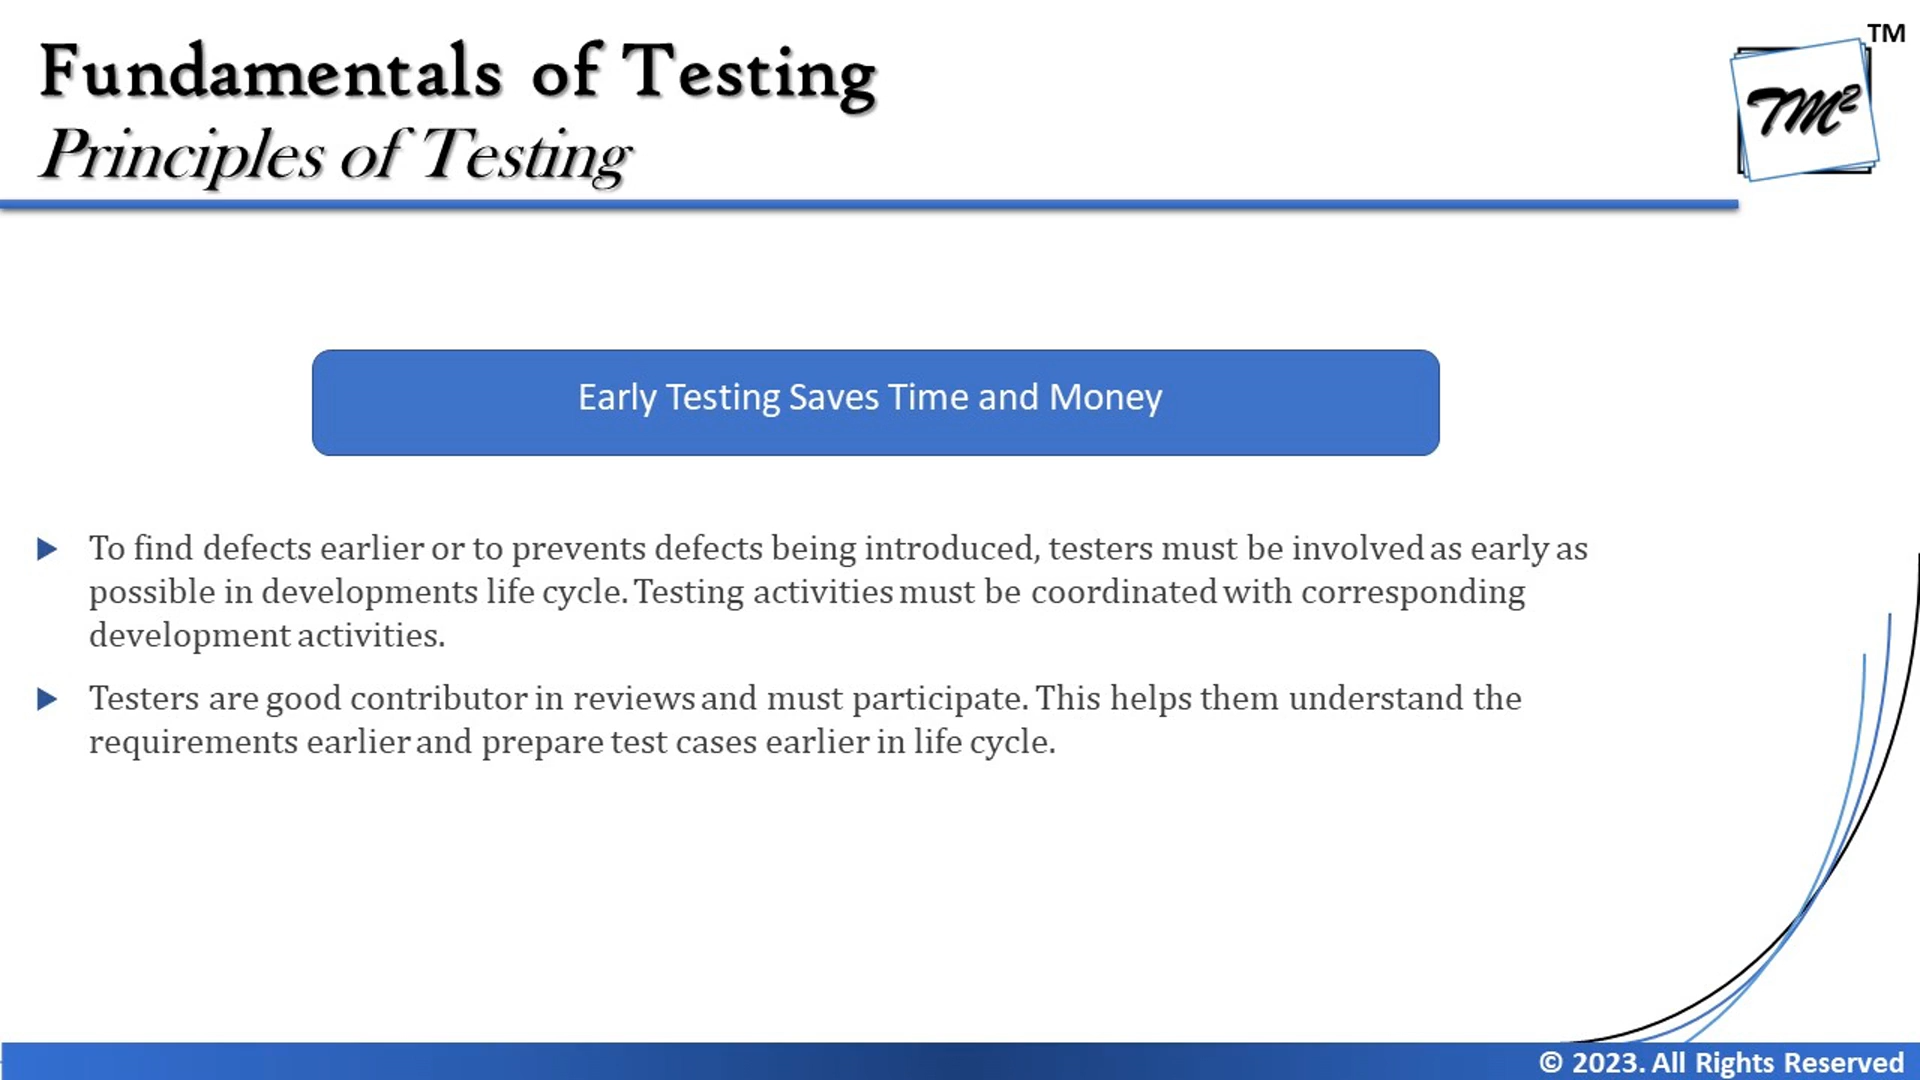 Fundamentals of Testing
Principles of Testing
TM
TM²
Early Testing Saves Time and Money
To find defects earlier or to prevents defects being introduced, testers must be involved as early as
possible in developments life cycle. Testing activities must be coordinated with corresponding
development activities.
Testers are good contributor in reviews and must participate. This helps them understand the
requirements earlier and prepare test cases earlier in life cycle.
© 2023. All Rights Reserved